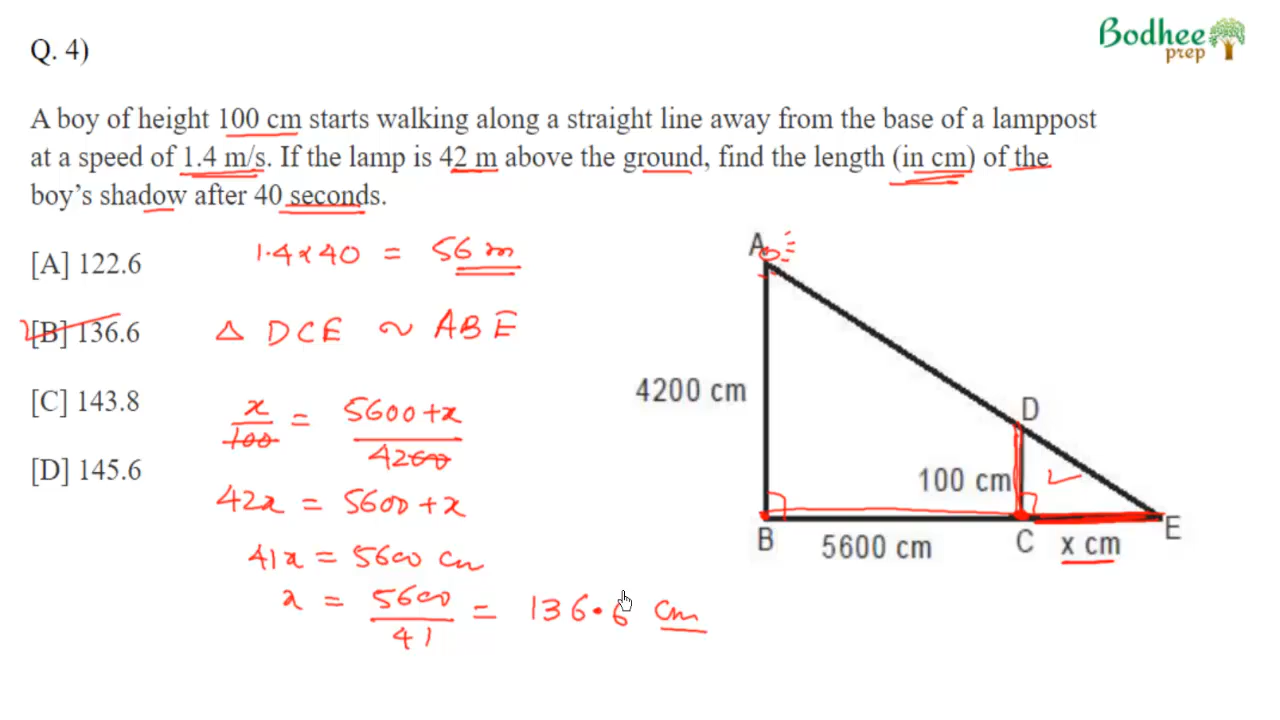 Q. 4)
Bodhee
prep
A boy of height 100 cm starts walking along a straight line away from the base of a lamppost
at a speed of 1.4 m/s. If the lamp is 42 m above the ground, find the length (in cm) of the
boy's shadow after 40 seconds.
[A] 122.6
1.4 x 40 = 56 m
[B] 136.6
△ DCE ~ ABE
[C] 143.8
x/100 = 5600+x/4200
[D] 145.6
42x = 5600+x
41x = 5600 cm
x = 5600/41 = 136.6 cm
A
4200 cm
D
100 cm
B
5600 cm
C
x cm
E